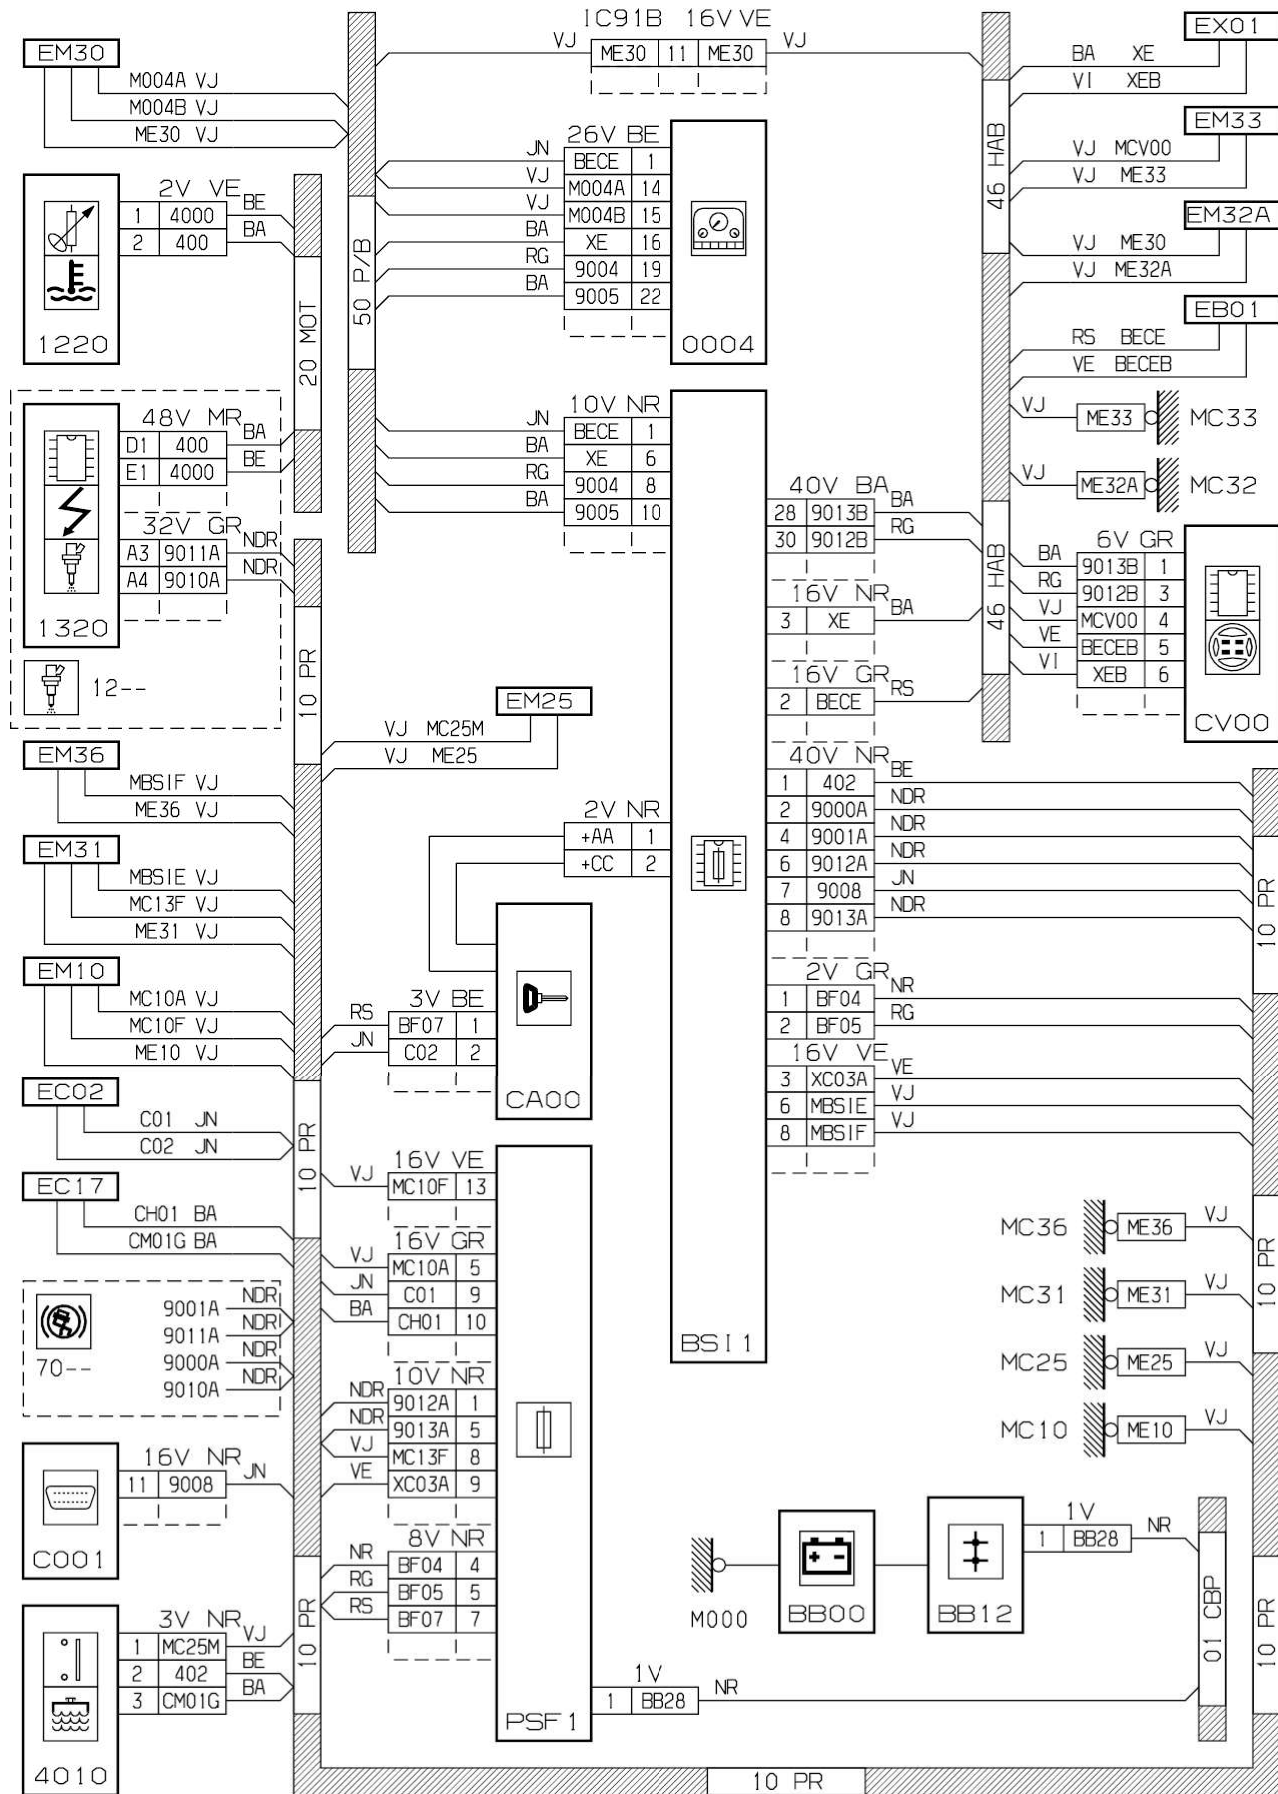 IC91B 16V VE
VJ ME30 11 ME30 VJ
EM30
M004A VJ
M004B VJ
ME30 VJ
2V VE
1 4000 BE
2 400 BA
1220
20 MOT
50 P/B
26V BE
JN BECE 1
VJ M004A 14
VJ M004B 15
BA XE 16
RG 9004 19
BA 9005 22
0004
EX01
BA XE
VI XEB
EM33
VJ MCV00
VJ ME33
EM32A
VJ ME30
VJ ME32A
EB01
RS BECE
VE BECEB
46 HAB
VJ ME33 MC33
VJ ME32A MC32
48V MR
D1 400 BA
E1 4000 BE
32V GR
A3 9011A NDR
A4 9010A NDR
1320
12--
10 PR
10V NR
JN BECE 1
BA XE 6
RG 9004 8
BA 9005 10
40V BA
28 9013B BA
30 9012B RG
16V NR
3 XE BA
16V GR
2 BECE RS
46 HAB
6V GR
BA 9013B 1
RG 9012B 3
VJ MCV00 4
VE BECEB 5
VI XEB 6
CV00
EM25
VJ MC25M
VJ ME25
EM36
MBSIF VJ
ME36 VJ
EM31
MBSIE VJ
MC13F VJ
ME31 VJ
EM10
MC10A VJ
MC10F VJ
ME10 VJ
EC02
C01 JN
C02 JN
EC17
CH01 BA
CM01G BA
2V NR
+AA 1
+CC 2
3V BE
RS BF07 1
JN C02 2
CA00
40V NR
1 402 BE
2 9000A NDR
4 9001A NDR
6 9012A NDR
7 9008 JN
8 9013A NDR
2V GR
1 BF04 NR
2 BF05 RG
16V VE
3 XC03A VE
6 MBSIE VJ
8 MBSIF VJ
BSI1
10 PR
10 PR
16V VE
VJ MC10F 13
16V GR
VJ MC10A 5
JN C01 9
BA CH01 10
10V NR
NDR 9012A 1
NDR 9013A 5
VJ MC13F 8
VE XC03A 9
8V NR
NR BF04 4
RG BF05 5
RS BF07 7
PSF1
1V
1 BB28 NR
9001A NDR
9011A NDR
9000A NDR
9010A NDR
70--
16V NR
11 9008 JN
C001
3V NR
1 MC25M VJ
2 402 BE
3 CM01G BA
4010
10 PR
MC36 ME36 VJ
MC31 ME31 VJ
MC25 ME25 VJ
MC10 ME10 VJ
10 PR
M000
BB00
BB12
1V
1 BB28 NR
01 CBP
10 PR
10 PR